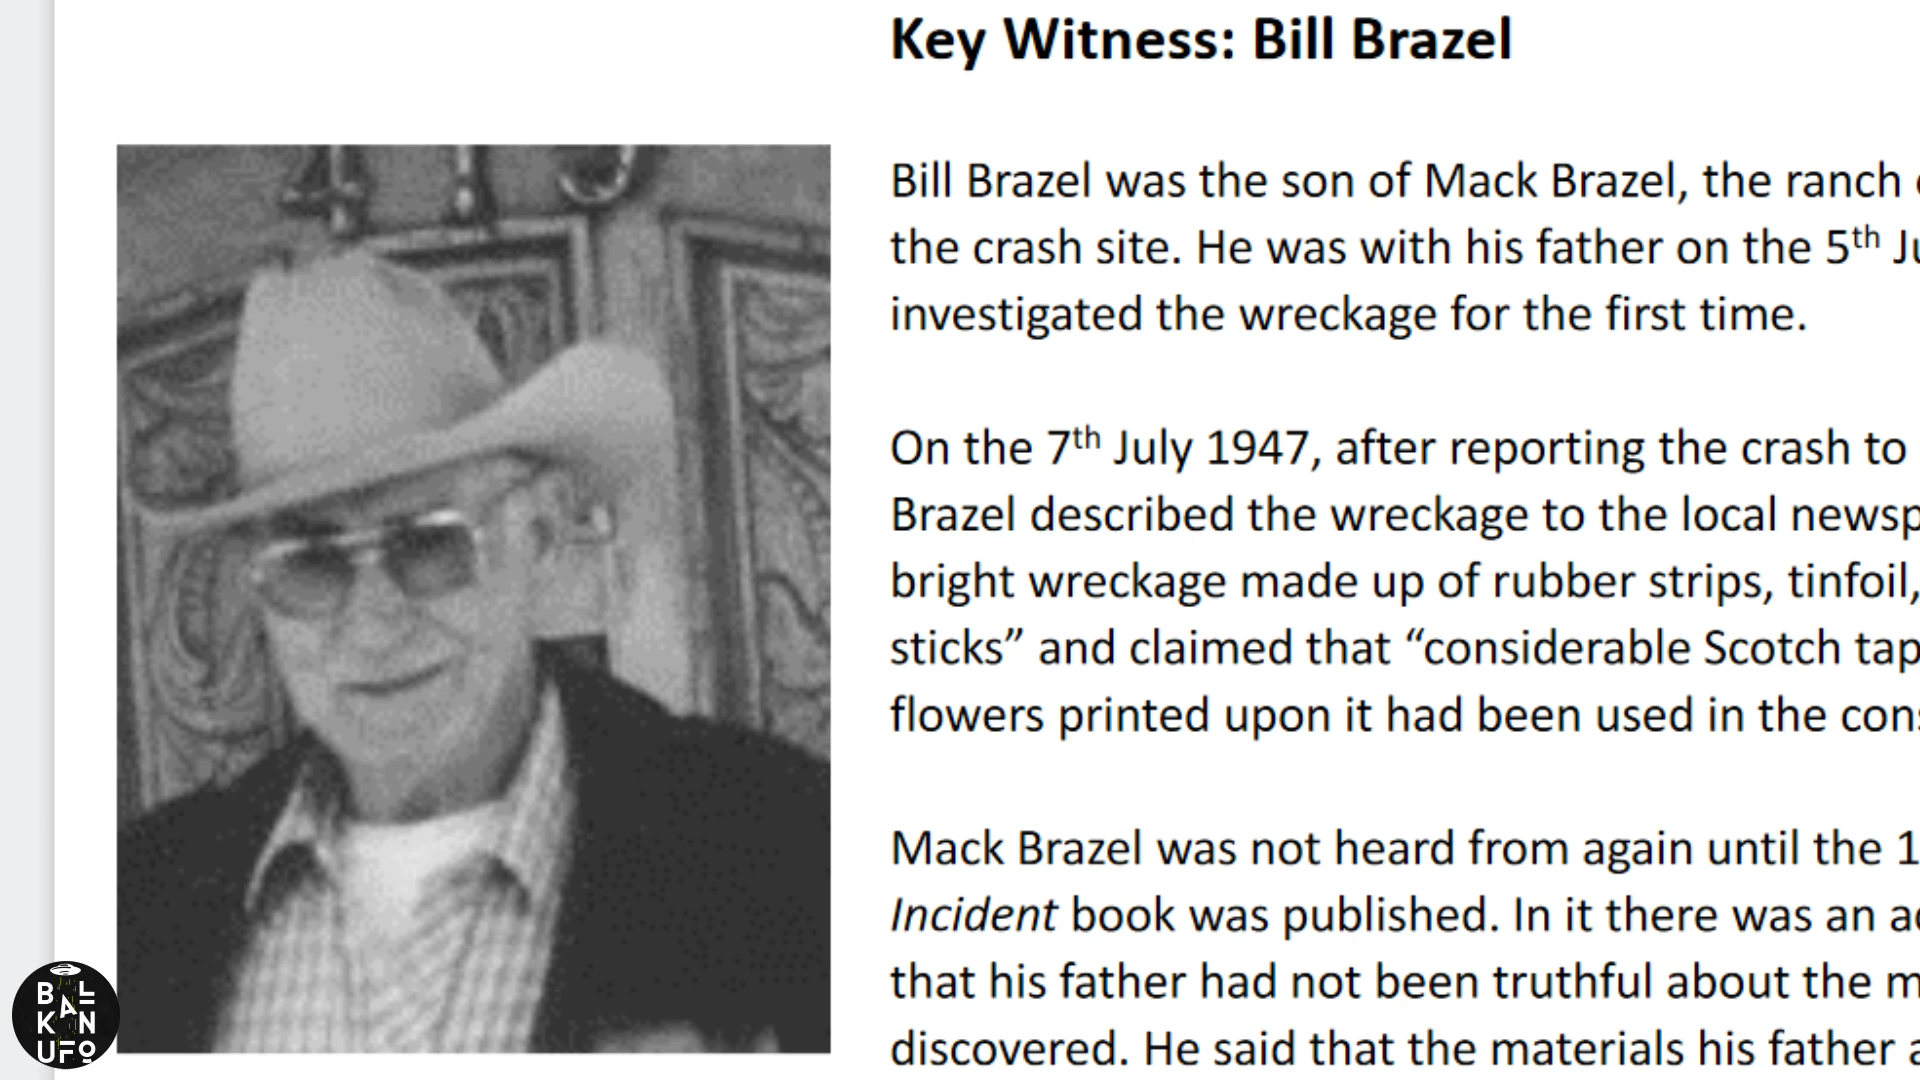 Key Witness: Bill Brazel
415
Bill Brazel was the son of Mack Brazel, the ranch
the crash site. He was with his father on the 5th Ju
investigated the wreckage for the first time.
On the 7th July 1947, after reporting the crash to
Brazel described the wreckage to the local newsp
bright wreckage made up of rubber strips, tinfoil,
sticks” and claimed that “considerable Scotch tap
flowers printed upon it had been used in the cons
Mack Brazel was not heard from again until the 1
Incident book was published. In it there was an a
that his father had not been truthful about the m
discovered. He said that the materials his father a
BALKAN UFO